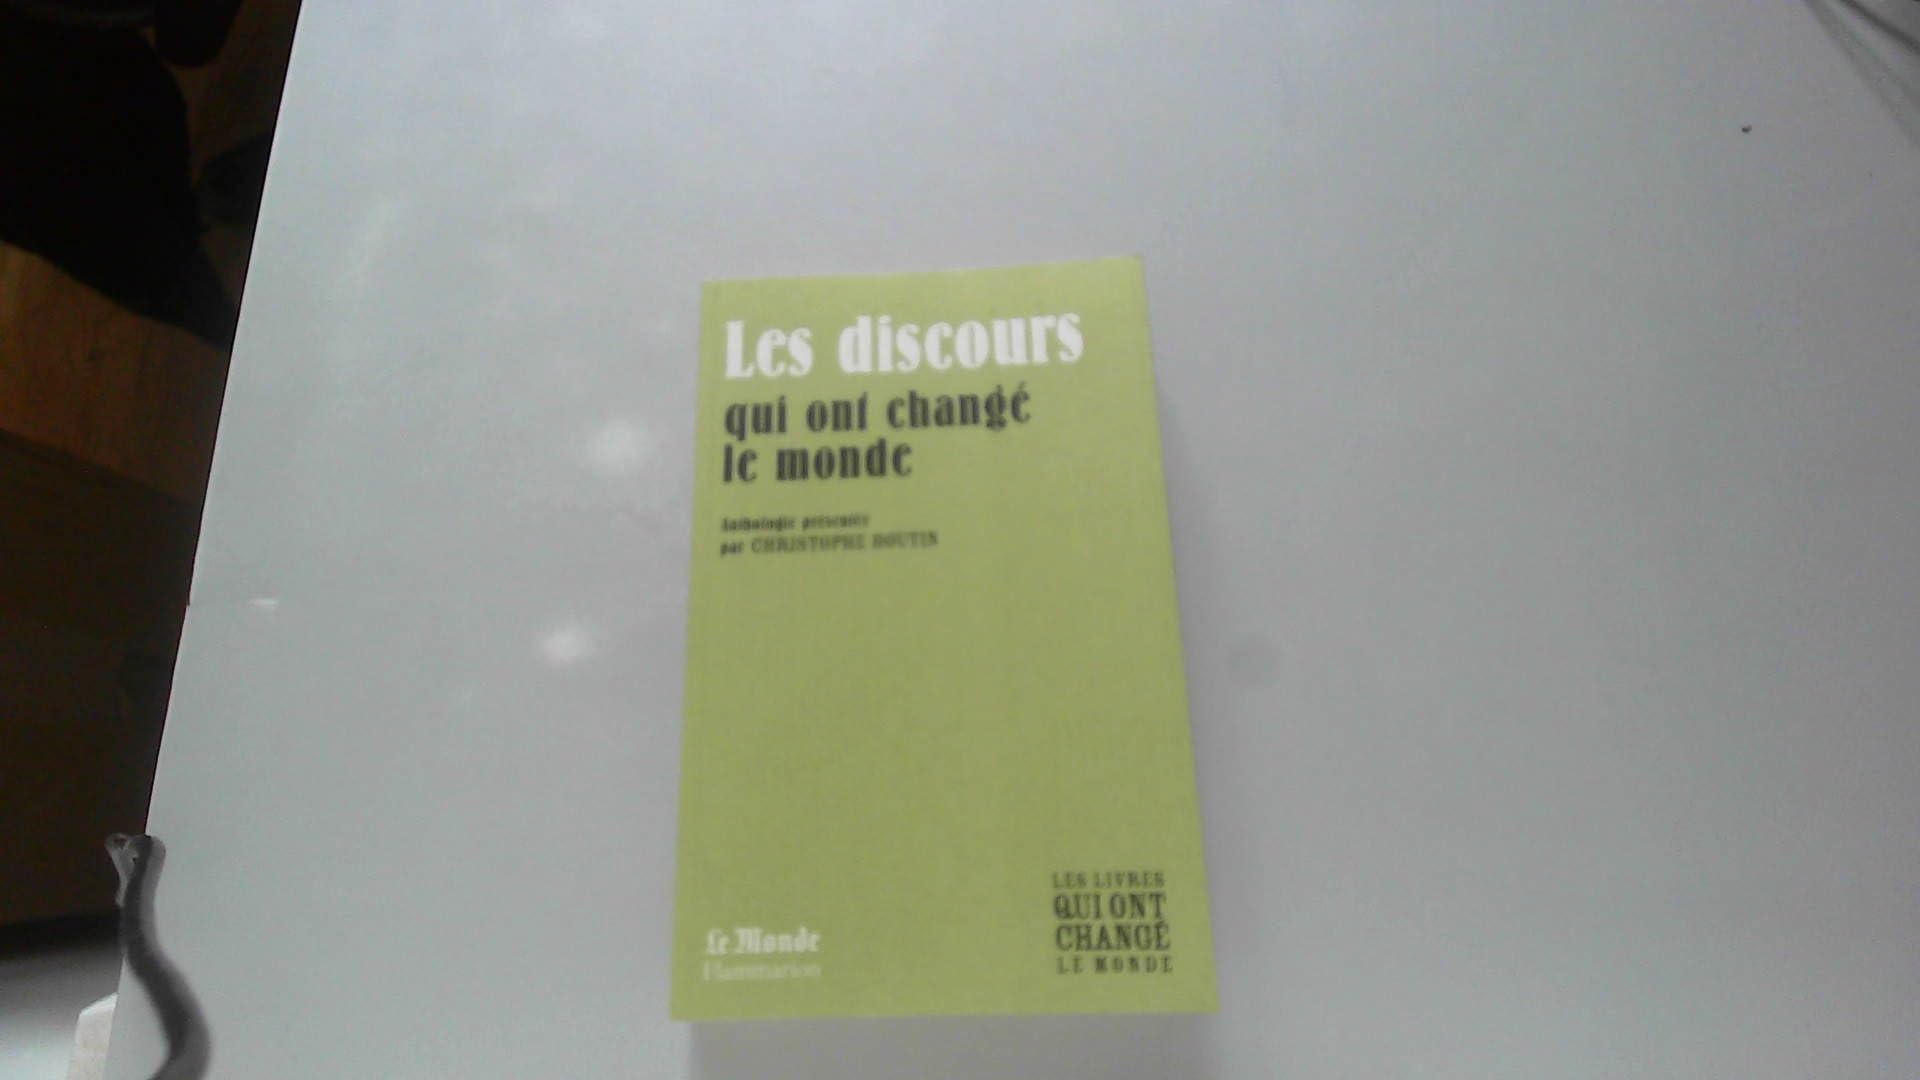 Les discours
qui ont changé
le monde
Anthologie présentée
par CHRISTOPHE BOUTIN
Le Monde
Flammarion
LES LIVRES
QUI ONT
CHANGÉ
LE MONDE